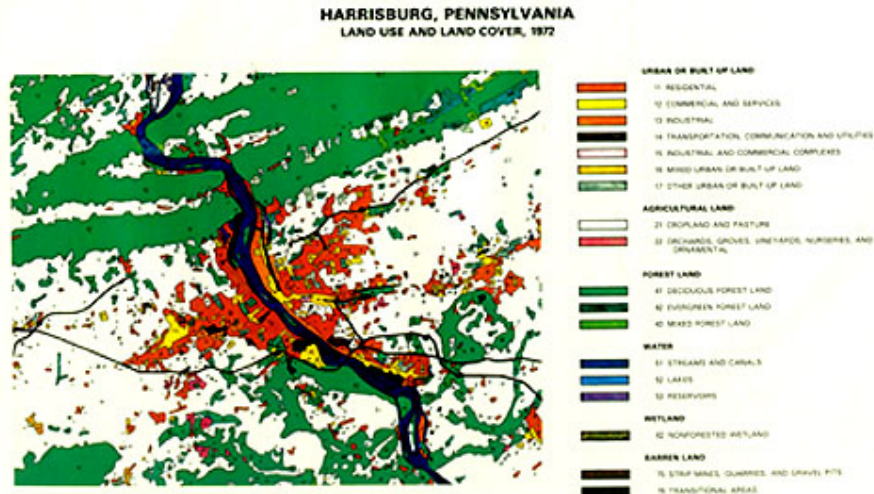 HARRISBURG, PENNSYLVANIA
LAND USE AND LAND COVER, 1972
URBAN OR BUILT-UP LAND
11 RESIDENTIAL
12 COMMERCIAL AND SERVICES
13 INDUSTRIAL
14 TRANSPORTATION, COMMUNICATION AND UTILITIES
15 INDUSTRIAL AND COMMERCIAL COMPLEXES
16 MIXED URBAN OR BUILT-UP LAND
17 OTHER URBAN OR BUILT-UP LAND
AGRICULTURAL LAND
21 CROPLAND AND PASTURE
22 ORCHARDS, GROVES, VINEYARDS, NURSERIES, AND
ORNAMENTAL
FOREST LAND
41 DECIDUOUS FOREST LAND
42 EVERGREEN FOREST LAND
43 MIXED FOREST LAND
WATER
51 STREAMS AND CANALS
52 LAKES
53 RESERVOIRS
WETLAND
62 NONFORESTED WETLAND
BARREN LAND
75 STRIP MINES, QUARRIES, AND GRAVEL PITS
76 TRANSITIONAL AREAS